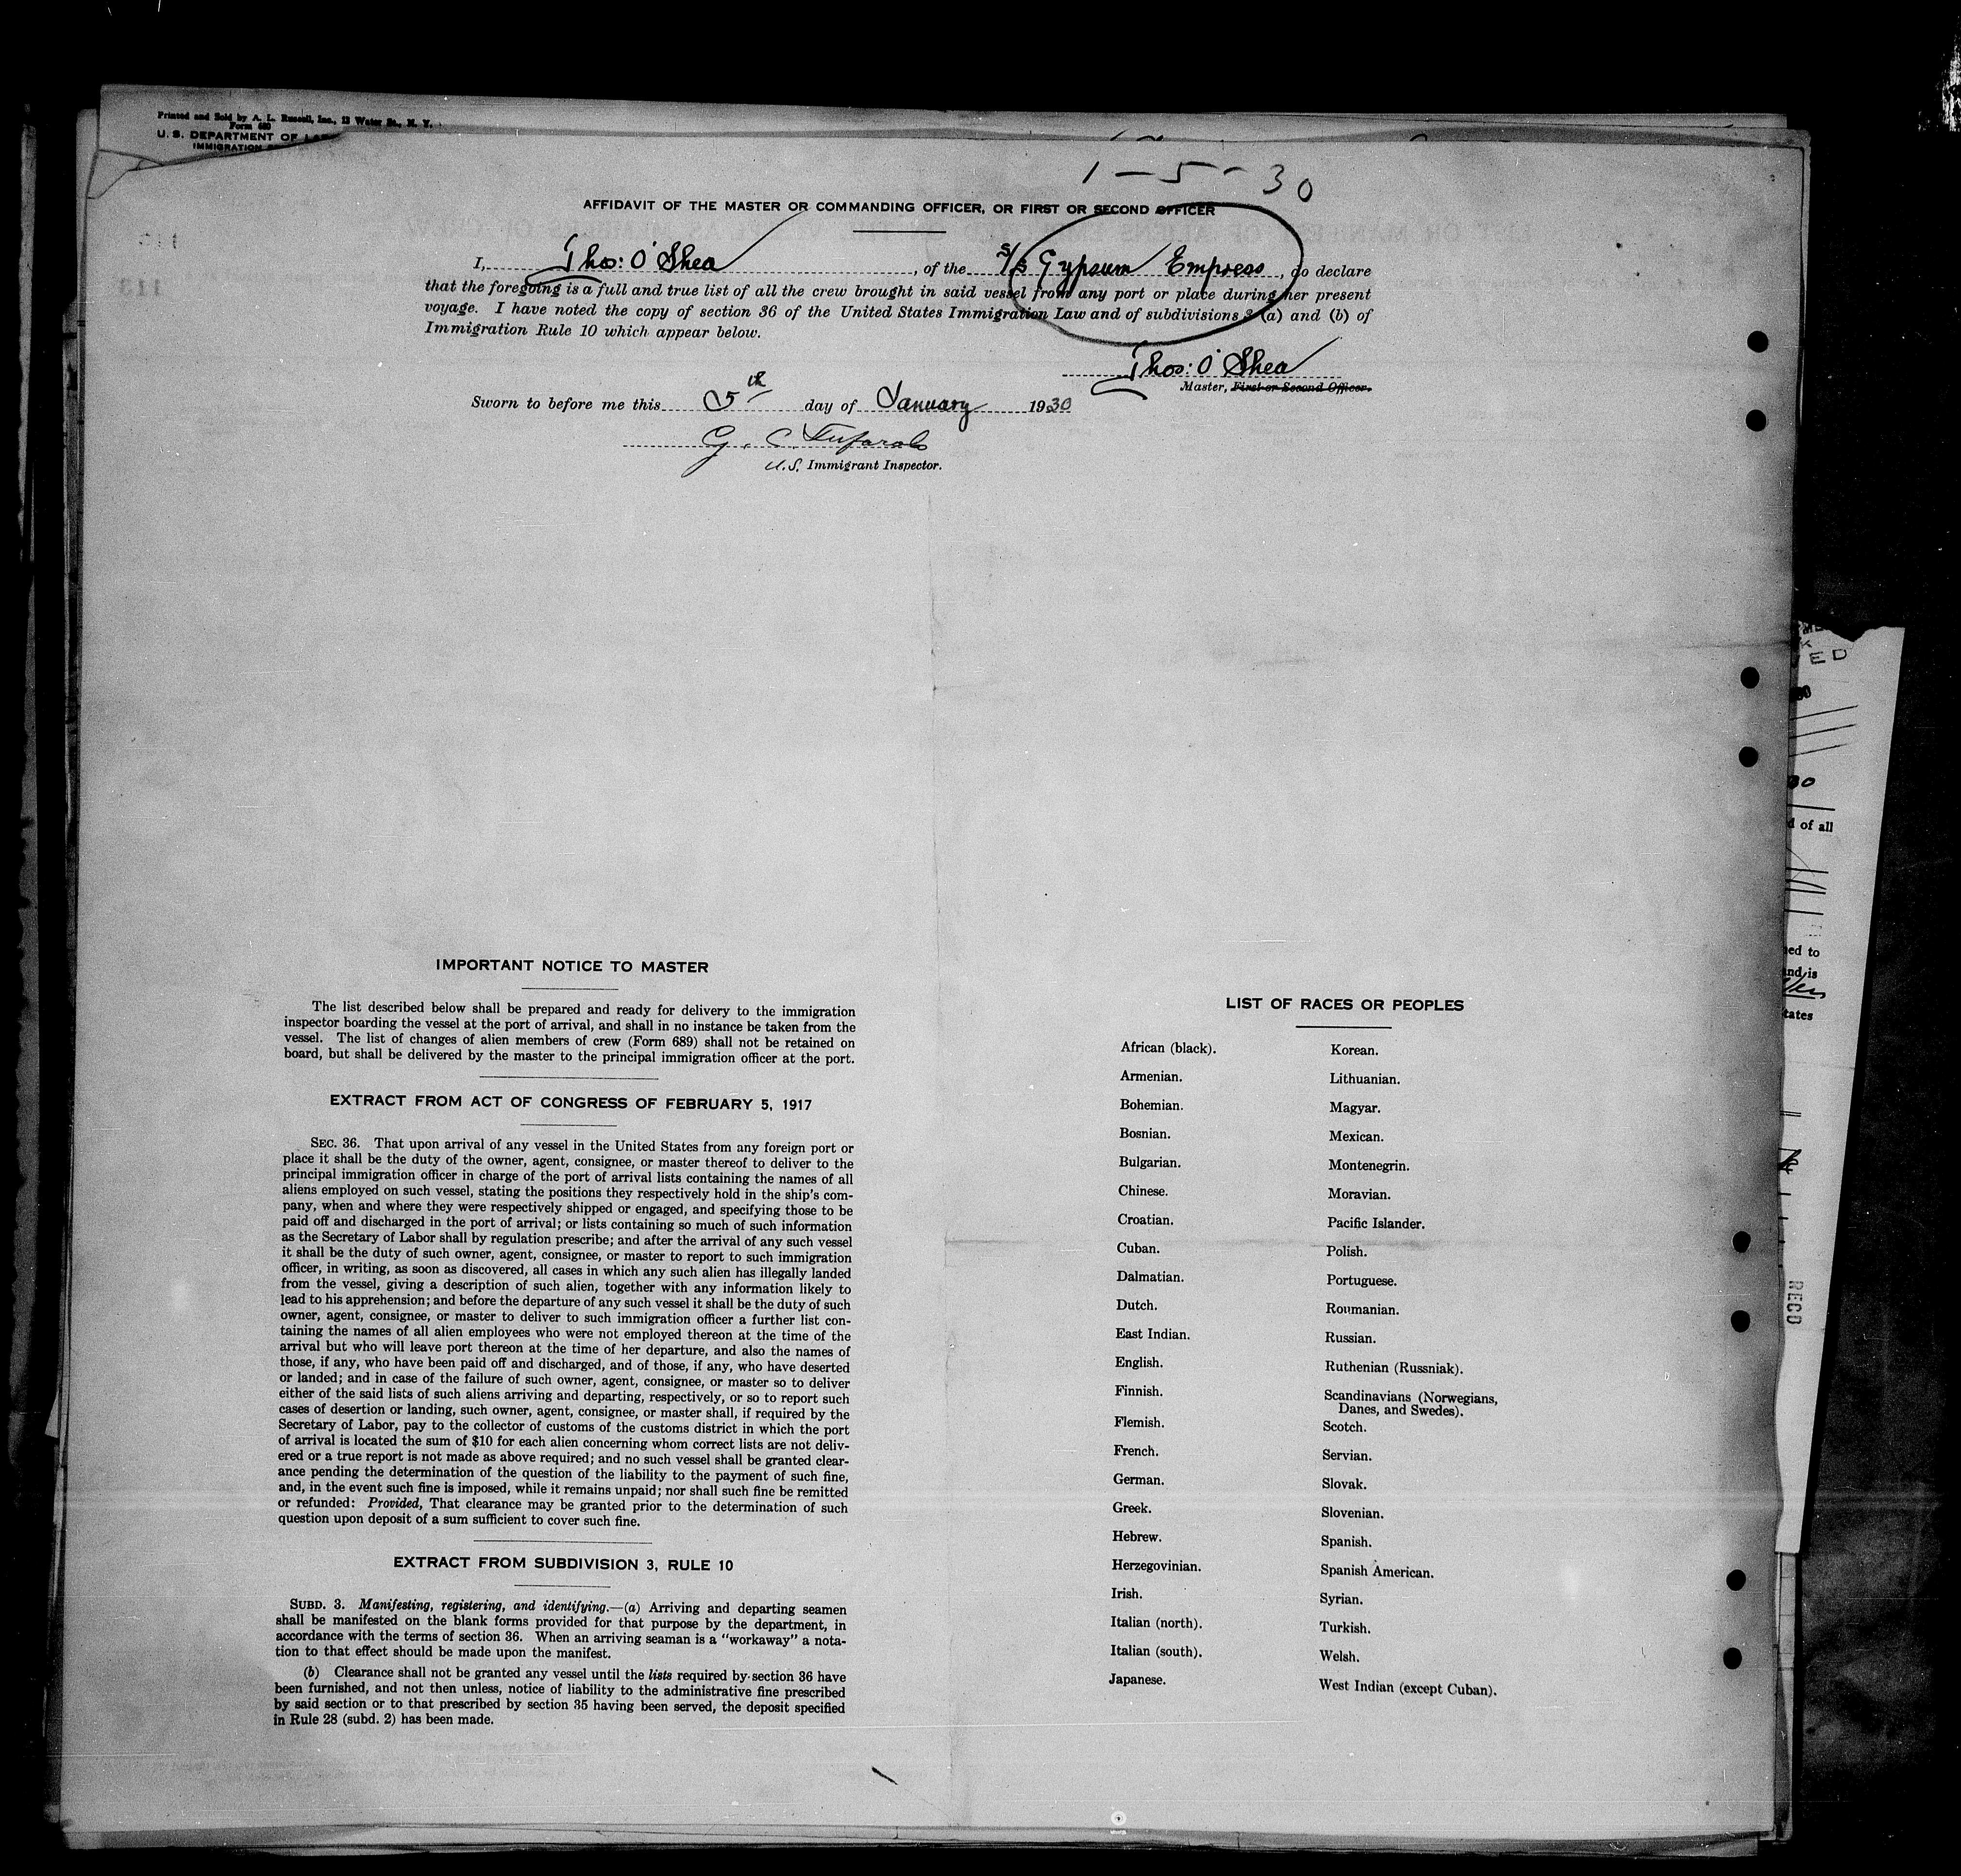 Printed and Sold by A. L. Russell, Inc., 12 Water St., N. Y.
Form 689
U. S. DEPARTMENT OF
IMMIGRATION
1-5-30
AFFIDAVIT OF THE MASTER OR COMMANDING OFFICER, OR FIRST OR SECOND OFFICER
I, Thos: O'Shea, of the S/S Gypsum Empress, do declare
that the foregoing is a full and true list of all the crew brought in said vessel from any port or place during her present
voyage. I have noted the copy of section 36 of the United States Immigration Law and of subdivisions 3 (a) and (b) of
Immigration Rule 10 which appear below.
Thos: O'Shea
Master, First or Second Officer.
Sworn to before me this 5th day of January 1930
G. C.
U.S. Immigrant Inspector.
IMPORTANT NOTICE TO MASTER
The list described below shall be prepared and ready for delivery to the immigration
inspector boarding the vessel at the port of arrival, and shall in no instance be taken from the
vessel. The list of changes of alien members of crew (Form 689) shall not be retained on
board, but shall be delivered by the master to the principal immigration officer at the port.
EXTRACT FROM ACT OF CONGRESS OF FEBRUARY 5, 1917
SEC. 36. That upon arrival of any vessel in the United States from any foreign port or
place it shall be the duty of the owner, agent, consignee, or master thereof to deliver to the
principal immigration officer in charge of the port of arrival lists containing the names of all
aliens employed on such vessel, stating the positions they respectively hold in the ship's com-
pany, when and where they were respectively shipped or engaged, and specifying those to be
paid off and discharged in the port of arrival; or lists containing so much of such information
as the Secretary of Labor shall by regulation prescribe; and after the arrival of any such vessel
it shall be the duty of such owner, agent, consignee, or master to report to such immigration
officer, in writing, as soon as discovered, all cases in which any such alien has illegally landed
from the vessel, giving a description of such alien, together with any information likely to
lead to his apprehension; and before the departure of any such vessel it shall be the duty of such
owner, agent, consignee, or master to deliver to such immigration officer a further list con-
taining the names of all alien employees who were not employed thereon at the time of the
arrival but who will leave port thereon at the time of her departure, and also the names of
those, if any, who have been paid off and discharged, and of those, if any, who have deserted
or landed; and in case of the failure of such owner, agent, consignee, or master so to deliver
either of the said lists of such aliens arriving and departing, respectively, or so to report such
cases of desertion or landing, such owner, agent, consignee, or master shall, if required by the
Secretary of Labor, pay to the collector of customs of the customs district in which the port
of arrival is located the sum of $10 for each alien concerning whom correct lists are not deliv-
ered or a true report is not made as above required; and no such vessel shall be granted clear-
ance pending the determination of the question of the liability to the payment of such fine,
and, in the event such fine is imposed, while it remains unpaid; nor shall such fine be remitted
or refunded: Provided, That clearance may be granted prior to the determination of such
question upon deposit of a sum sufficient to cover such fine.
EXTRACT FROM SUBDIVISION 3, RULE 10
SUBD. 3. Manifesting, registering, and identifying.—(a) Arriving and departing seamen
shall be manifested on the blank forms provided for that purpose by the department, in
accordance with the terms of section 36. When an arriving seaman is a "workaway" a nota-
tion to that effect should be made upon the manifest.
(b) Clearance shall not be granted any vessel until the lists required by section 36 have
been furnished, and not then unless, notice of liability to the administrative fine prescribed
by said section or to that prescribed by section 35 having been served, the deposit specified
in Rule 28 (subd. 2) has been made.
LIST OF RACES OR PEOPLES
African (black).
Armenian.
Bohemian.
Bosnian.
Bulgarian.
Chinese.
Croatian.
Cuban.
Dalmatian.
Dutch.
East Indian.
English.
Finnish.
Flemish.
French.
German.
Greek.
Hebrew.
Herzegovinian.
Irish.
Italian (north).
Italian (south).
Japanese.
Korean.
Lithuanian.
Magyar.
Mexican.
Montenegrin.
Moravian.
Pacific Islander.
Polish.
Portuguese.
Roumanian.
Russian.
Ruthenian (Russniak).
Scandinavians (Norwegians,
Danes, and Swedes).
Scotch.
Servian.
Slovak.
Slovenian.
Spanish.
Spanish American.
Syrian.
Turkish.
Welsh.
West Indian (except Cuban).
of all
to
is
RECD